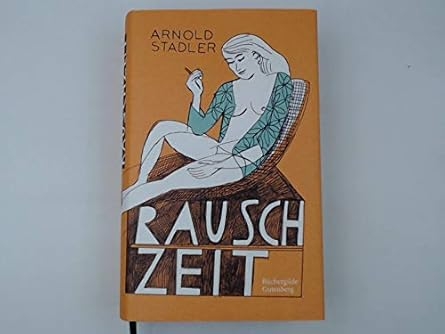 ARNOLD
STADLER
RAUSCH
ZEIT
Büchergilde
Gutenberg